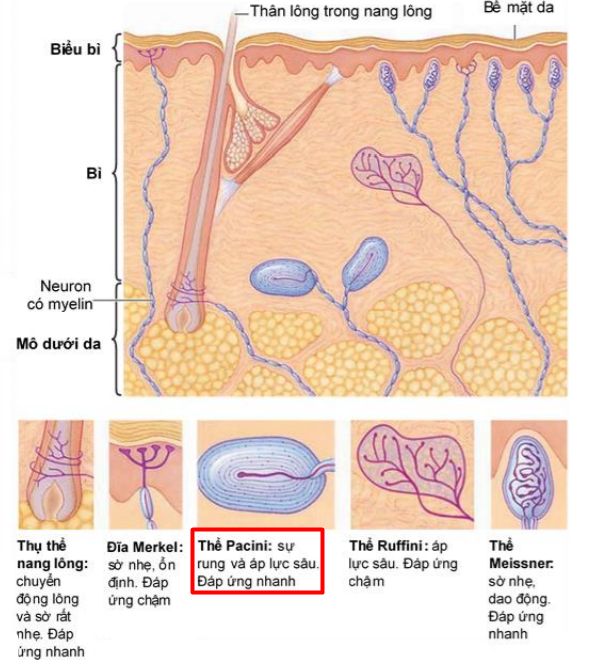 Thân lông trong nang lông
Bề mặt da
Biểu bì
Bì
Neuron
có myelin
Mô dưới da
Thụ thể
nang lông:
chuyển
động lông
và sờ rất
nhẹ. Đáp
ứng nhanh
Đĩa Merkel:
sờ nhẹ, ổn
định. Đáp
ứng chậm
Thể Pacini: sự
rung và áp lực sâu.
Đáp ứng nhanh
Thể Ruffini: áp
lực sâu. Đáp ứng
chậm
Thể
Meissner:
sờ nhẹ,
dao động.
Đáp ứng
nhanh